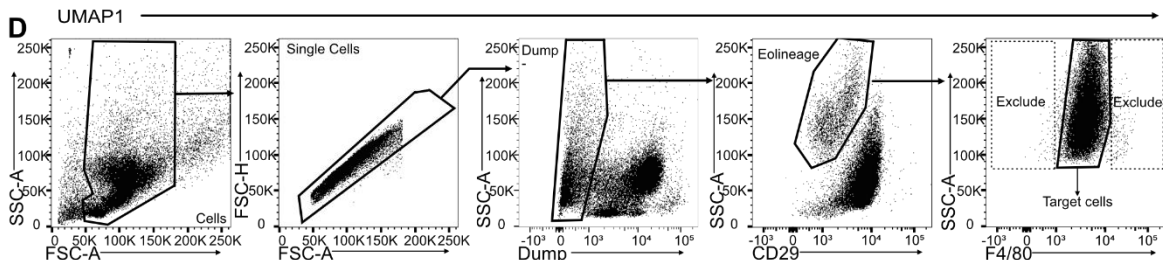 UMAP1
D
250K
200K
150K
100K
50K
0
SSC-A
Cells
0 50K 100K 150K 200K 250K
FSC-A
Single Cells
250K
200K
150K
100K
50K
0
FSC-H
0 50K 100K 150K 200K 250K
FSC-A
Dump
-
250K
200K
150K
100K
50K
0
SSC-A
-10³ 0 10³ 10⁴ 10⁵
Dump
Eolineage
250K
200K
150K
100K
50K
0
SSC-A
-10³ 10³ 10⁴ 10⁵
CD29
250K
200K
150K
100K
50K
0
SSC-A
Exclude
Exclude
Target cells
-10³ 0 10³ 10⁴ 10⁵
F4/80